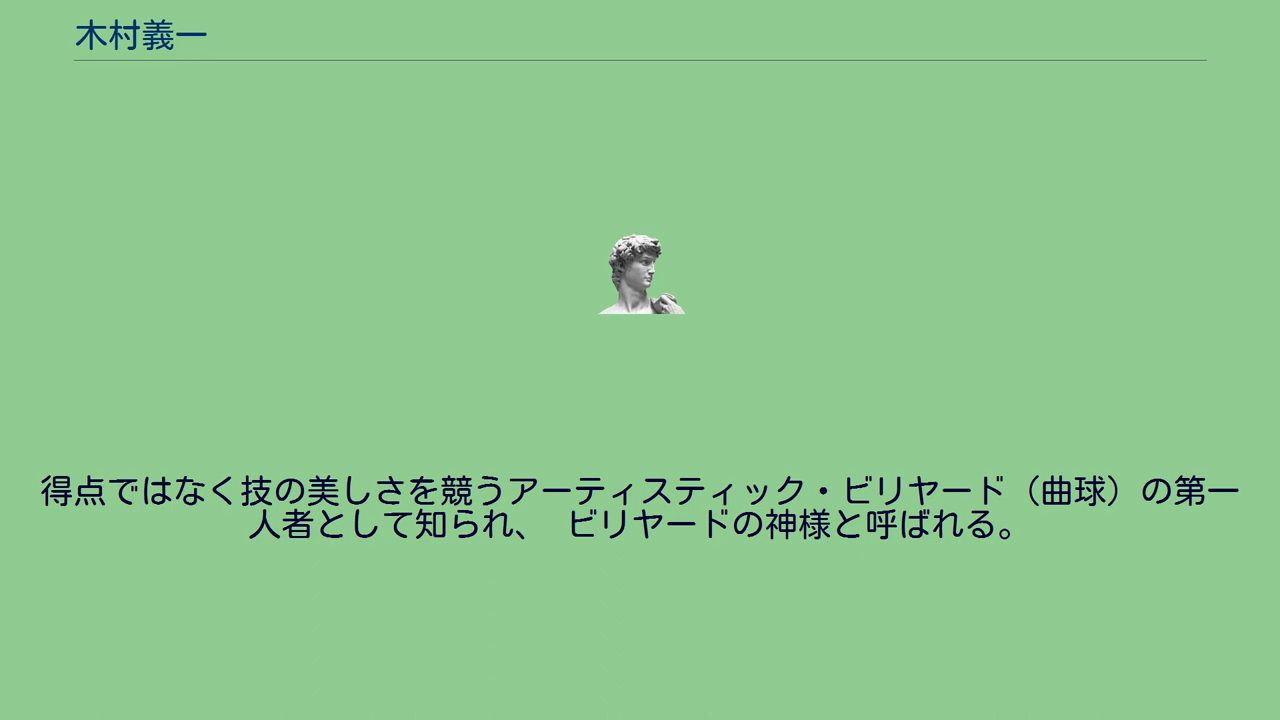 木村義一
得点ではなく技の美しさを競うアーティスティック・ビリヤード（曲球）の第一
人者として知られ、　ビリヤードの神様と呼ばれる。